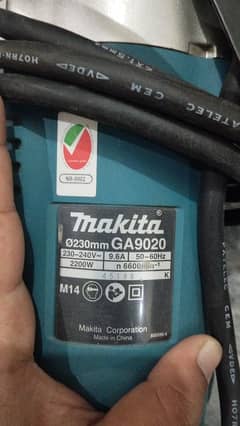 HO7RN-
VDE
ATELEC CEM
makita
Ø230mm GA9020
230-240V~ 9.6A 50-60Hz
2200W n 6600min⁻¹
K
M14
Makita Corporation
Made in China